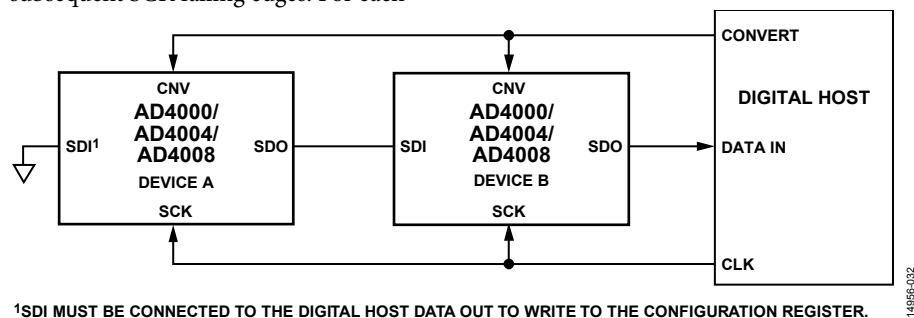 subsequent SCK falling edges. For each
CONVERT
CNV
CNV
DIGITAL HOST
AD4000/
AD4000/
AD4004/
AD4004/
SDI1
AD4008
SDO
SDI
AD4008
SDO
DATA IN
DEVICE A
DEVICE B
SCK
SCK
CLK
1SDI MUST BE CONNECTED TO THE DIGITAL HOST DATA OUT TO WRITE TO THE CONFIGURATION REGISTER.
14956-032